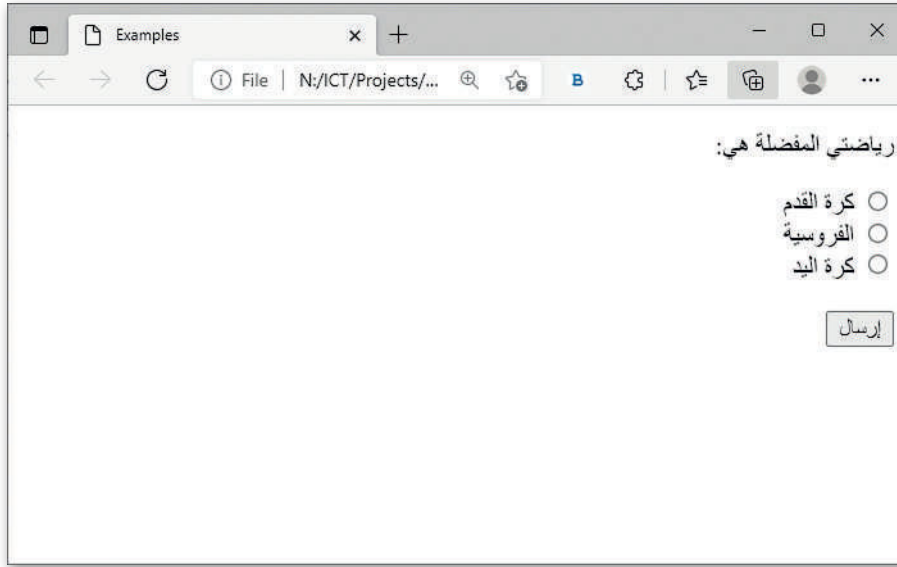 Examples
File | N:/ICT/Projects/...
B
رياضتي المفضلة هي:
كرة القدم
الفروسية
كرة اليد
إرسال